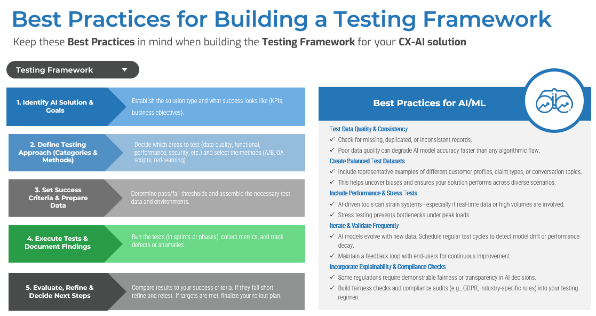 Best Practices for Building a Testing Framework
Keep these Best Practices in mind when building the Testing Framework for your CX-AI solution
Testing Framework
1. Identify AI Solution &
Goals
Establish the solution type and what success looks like (KPIs,
business objectives).
2. Define Testing
Approach (Categories &
Methods)
Decide which areas to test (data quality, functional,
performance, security, etc.) and select the methods (A/B, QA
scripts, red-teaming).
3. Set Success
Criteria & Prepare
Data
Determine pass/fail thresholds and assemble the necessary test
data and environments.
4. Execute Tests &
Document Findings
Run the tests (in sprints or phases), collect metrics, and track
defects or anomalies.
5. Evaluate, Refine &
Decide Next Steps
Compare results to your success criteria. If they fall short,
refine and retest. If targets are met, finalize your rollout plan.
Best Practices for AI/ML
Test Data Quality & Consistency
✓ Check for missing, duplicated, or inconsistent records.
✓ Poor data quality can degrade AI model accuracy faster than any algorithmic flaw.
Create Balanced Test Datasets
✓ Include representative examples of different customer profiles, claim types, or conversation topics.
✓ This helps uncover biases and ensures your solution performs across diverse scenarios.
Include Performance & Stress Tests
✓ AI-driven tools can strain systems—especially if real-time data or high volumes are involved.
✓ Stress testing prevents bottlenecks under peak loads.
Iterate & Validate Frequently
✓ AI models evolve with new data. Schedule regular test cycles to detect model drift or performance
decay.
✓ Maintain a feedback loop with end-users for continuous improvement.
Incorporate Explainability & Compliance Checks
✓ Some regulations require demonstrable fairness or transparency in AI decisions.
✓ Build fairness checks and compliance audits (e.g., GDPR, industry-specific rules) into your testing
regimen.